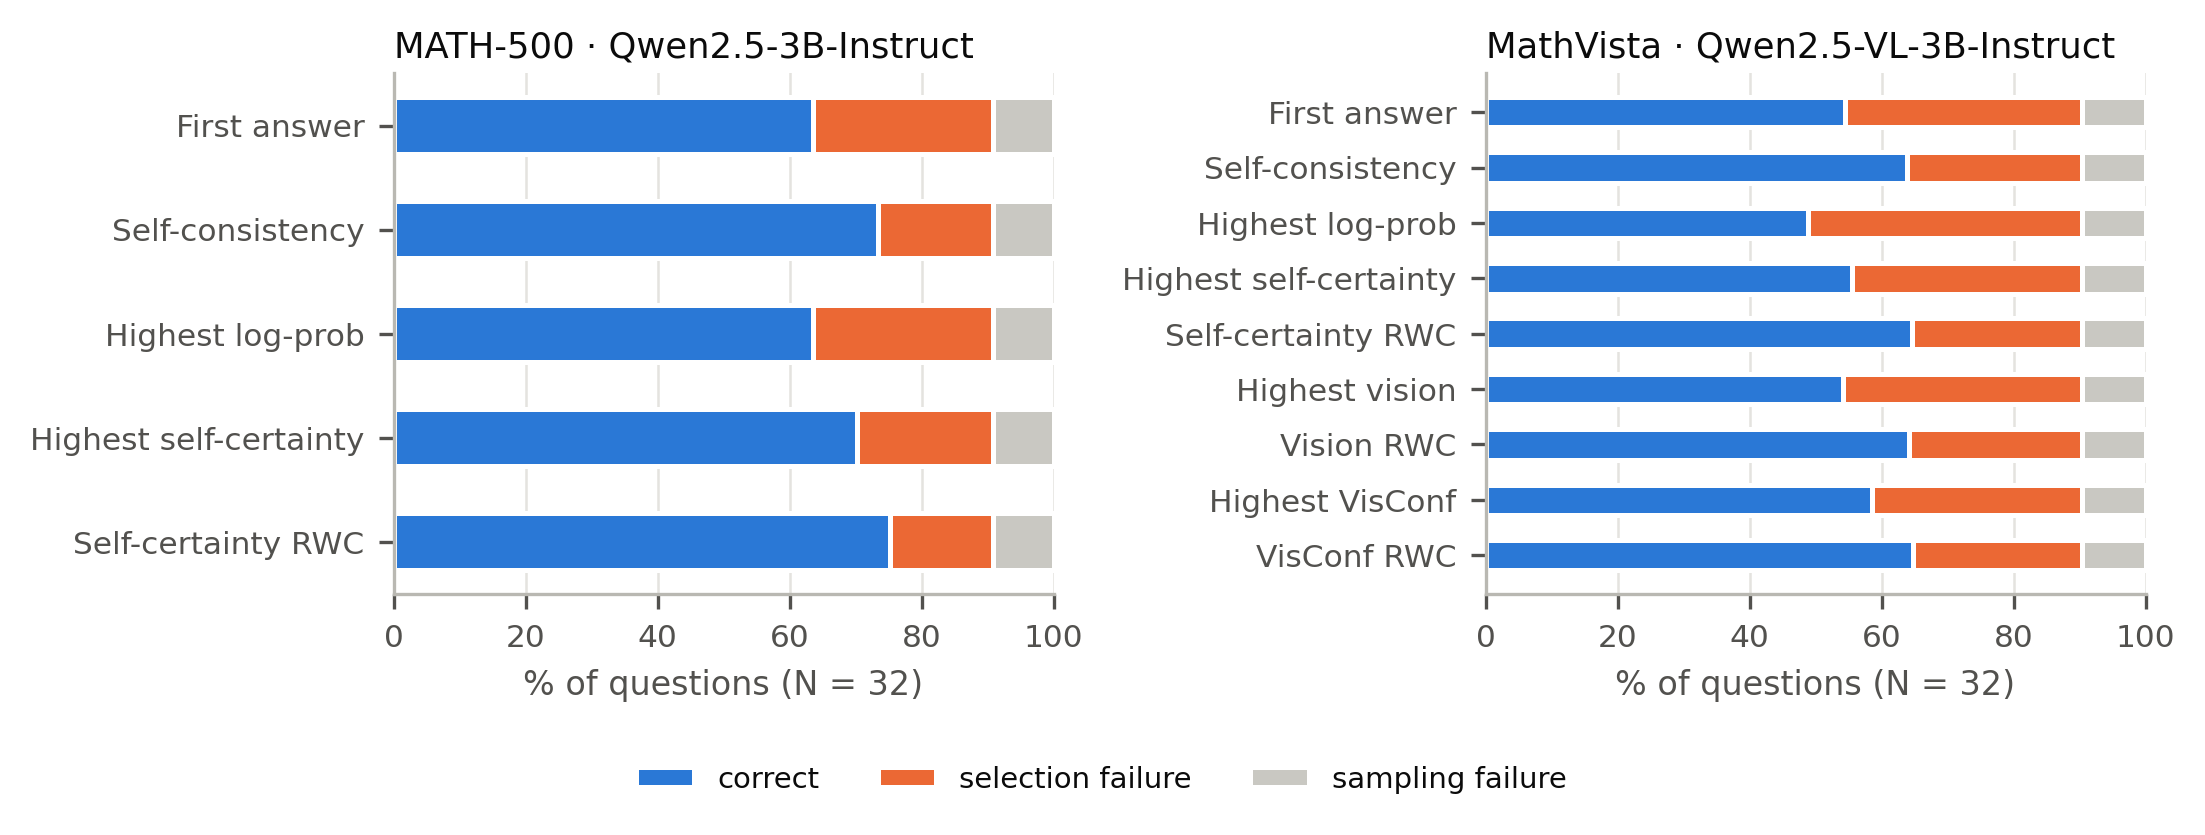 MATH-500 · Qwen2.5-3B-Instruct
First answer
Self-consistency
Highest log-prob
Highest self-certainty
Self-certainty RWC
0 20 40 60 80 100
% of questions (N = 32)
MathVista · Qwen2.5-VL-3B-Instruct
First answer
Self-consistency
Highest log-prob
Highest self-certainty
Self-certainty RWC
Highest vision
Vision RWC
Highest VisConf
VisConf RWC
0 20 40 60 80 100
% of questions (N = 32)
correct selection failure sampling failure